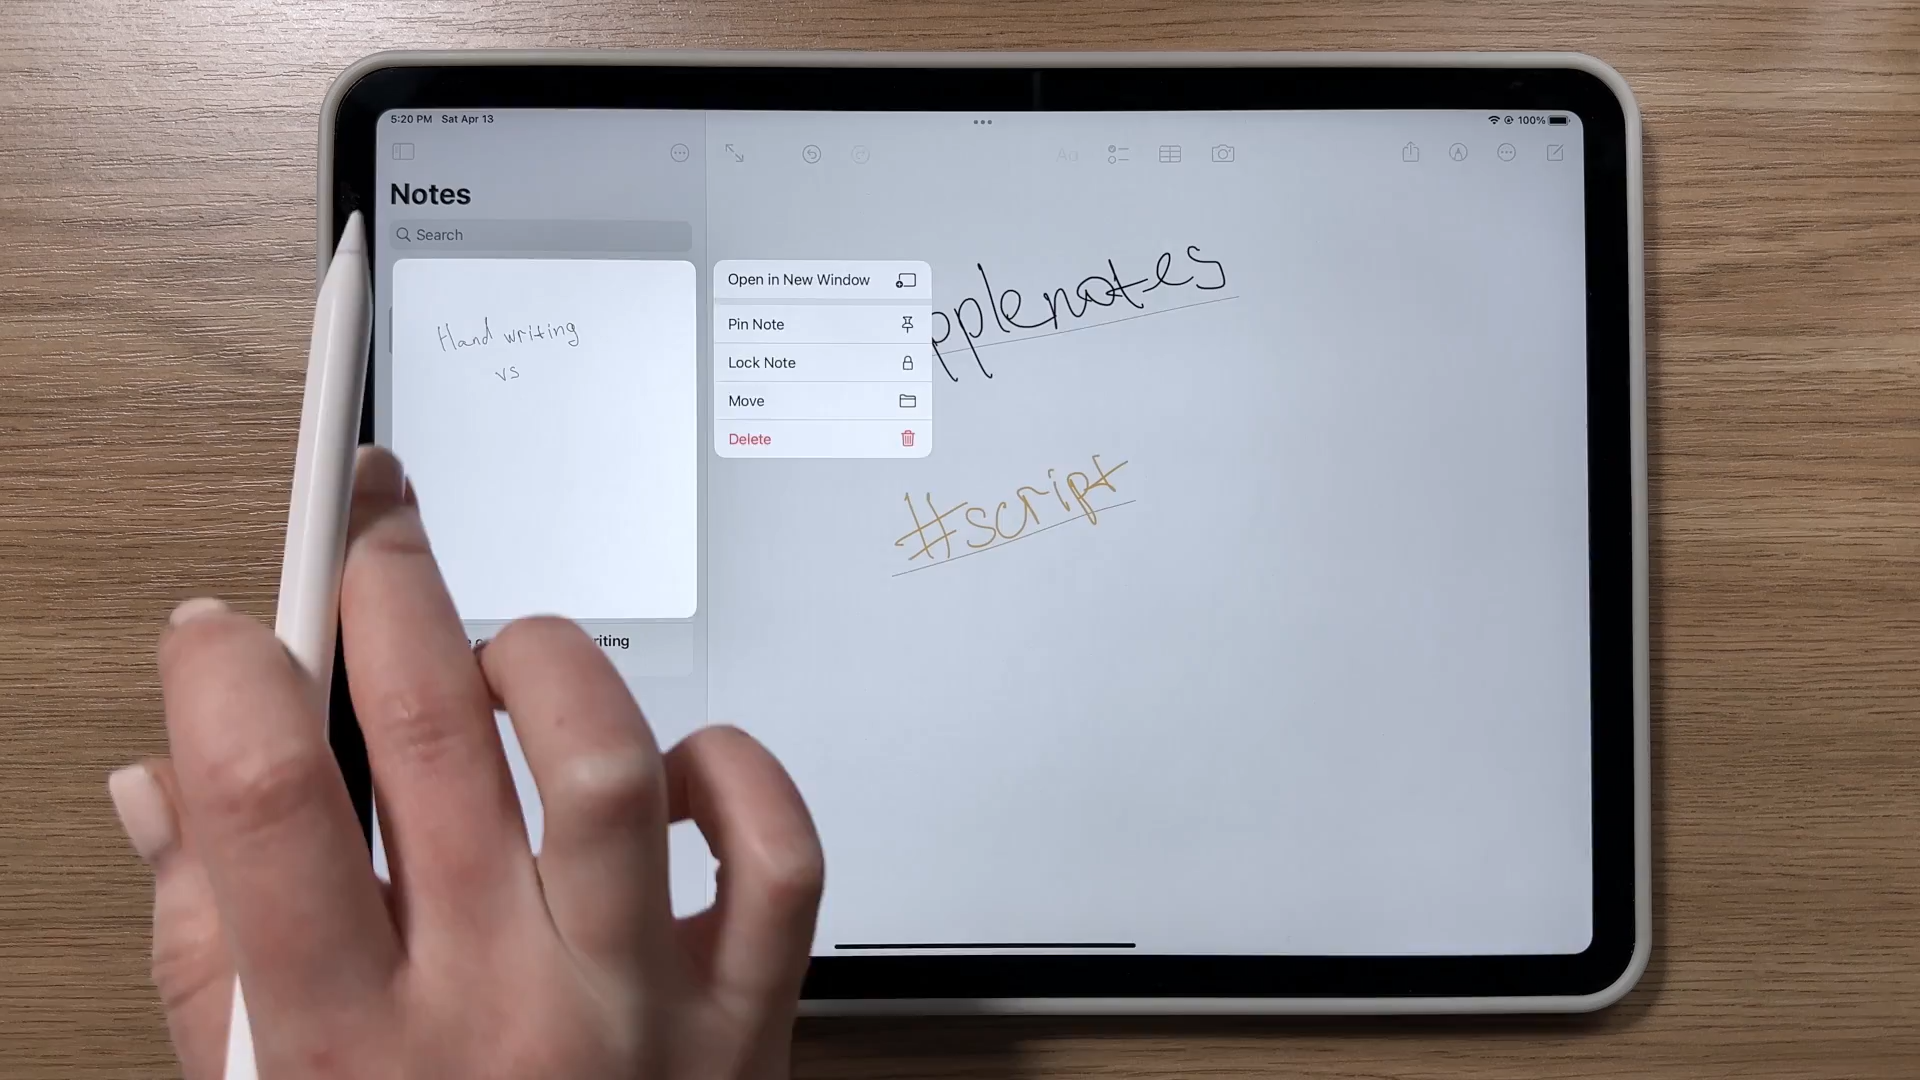 5:20 PM Sat Apr 13
100%
Notes
Search
Hand writing
vs
riting
Open in New Window
Pin Note
Lock Note
Move
Delete
Aa
pplenotes
#script